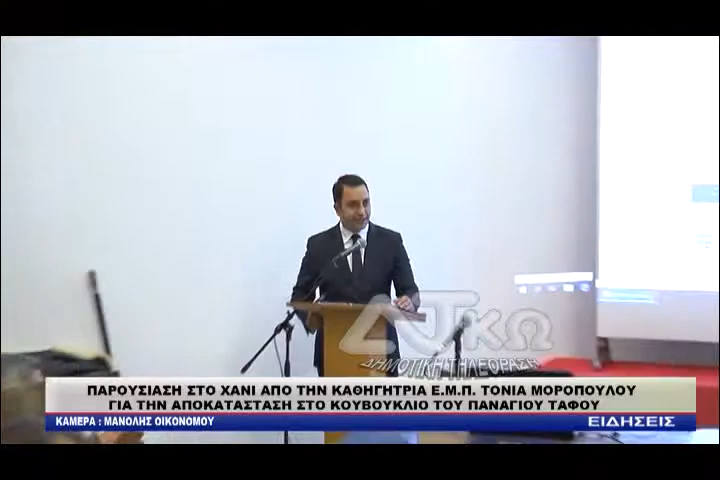 ΔΤΚΩ
ΔΗΜΟΤΙΚΗ ΤΗΛΕΟΡΑΣΗ
ΠΑΡΟΥΣΙΑΣΗ ΣΤΟ ΧΑΝΙ ΑΠΟ ΤΗΝ ΚΑΘΗΓΗΤΡΙΑ Ε.Μ.Π. ΤΟΝΙΑ ΜΟΡΟΠΟΥΛΟΥ
ΓΙΑ ΤΗΝ ΑΠΟΚΑΤΑΣΤΑΣΗ ΣΤΟ ΚΟΥΒΟΥΚΛΙΟ ΤΟΥ ΠΑΝΑΓΙΟΥ ΤΑΦΟΥ
ΚΑΜΕΡΑ : ΜΑΝΟΛΗΣ ΟΙΚΟΝΟΜΟΥ
ΕΙΔΗΣΕΙΣ